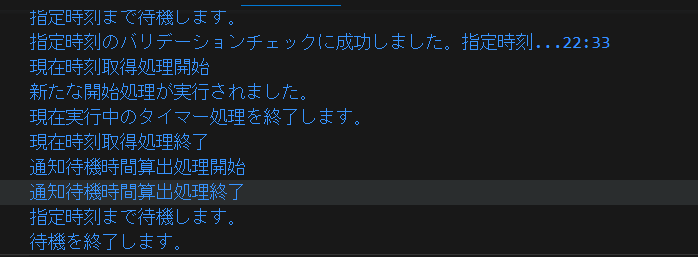 指定時刻まで待機します。
指定時刻のバリデーションチェックに成功しました。指定時刻...22:33
現在時刻取得処理開始
新たな開始処理が実行されました。
現在実行中のタイマー処理を終了します。
現在時刻取得処理終了
通知待機時間算出処理開始
通知待機時間算出処理終了
指定時刻まで待機します。
待機を終了します。